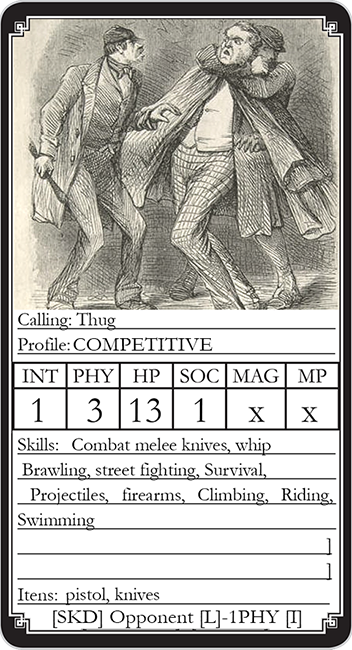 Calling: Thug
Profile: COMPETITIVE
INT PHY HP SOC MAG MP
1 3 13 1 x x
Skills: Combat melee knives, whip
Brawling, street fighting, Survival,
Projectiles, firearms, Climbing, Riding,
Swimming
]
]
Itens: pistol, knives
[SKD] Opponent [L]-1PHY [I]